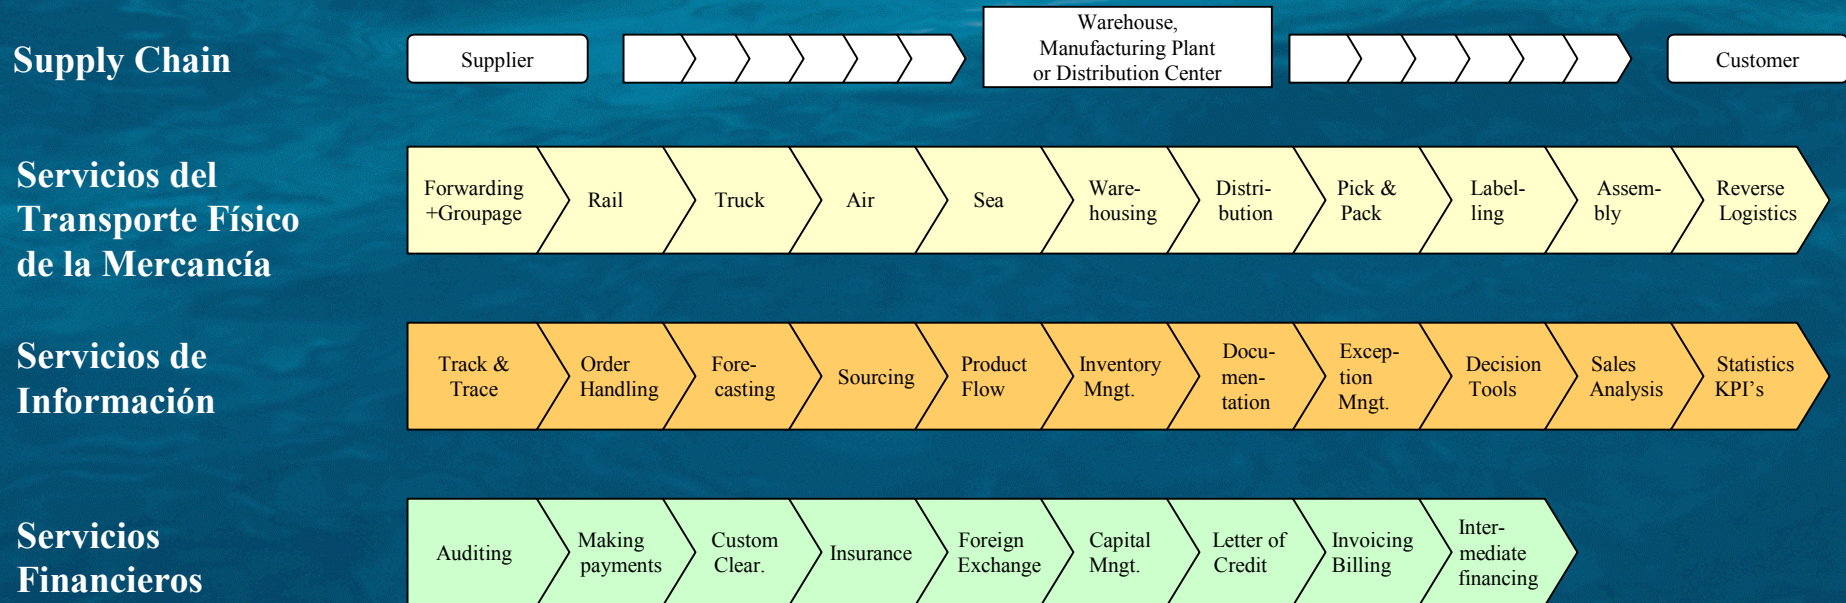 Supply Chain
Supplier
Warehouse,
Manufacturing Plant
or Distribution Center
Customer
Servicios del
Transporte Físico
de la Mercancía
Forwarding
+Groupage
Rail
Truck
Air
Sea
Ware-
housing
Distri-
bution
Pick &
Pack
Label-
ling
Assem-
bly
Reverse
Logistics
Servicios de
Información
Track &
Trace
Order
Handling
Fore-
casting
Sourcing
Product
Flow
Inventory
Mngt.
Docu-
men-
tation
Excep-
tion
Mngt.
Decision
Tools
Sales
Analysis
Statistics
KPI's
Servicios
Financieros
Auditing
Making
payments
Custom
Clear.
Insurance
Foreign
Exchange
Capital
Mngt.
Letter of
Credit
Invoicing
Billing
Inter-
mediate
financing